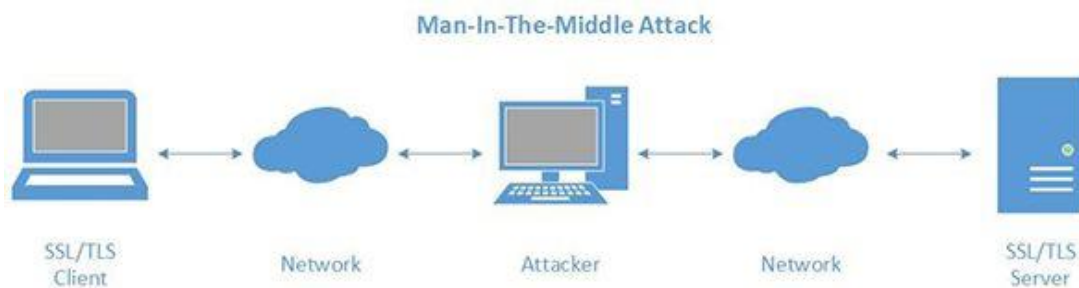 Man-In-The-Middle Attack
SSL/TLS
Client
Network
Attacker
Network
SSL/TLS
Server